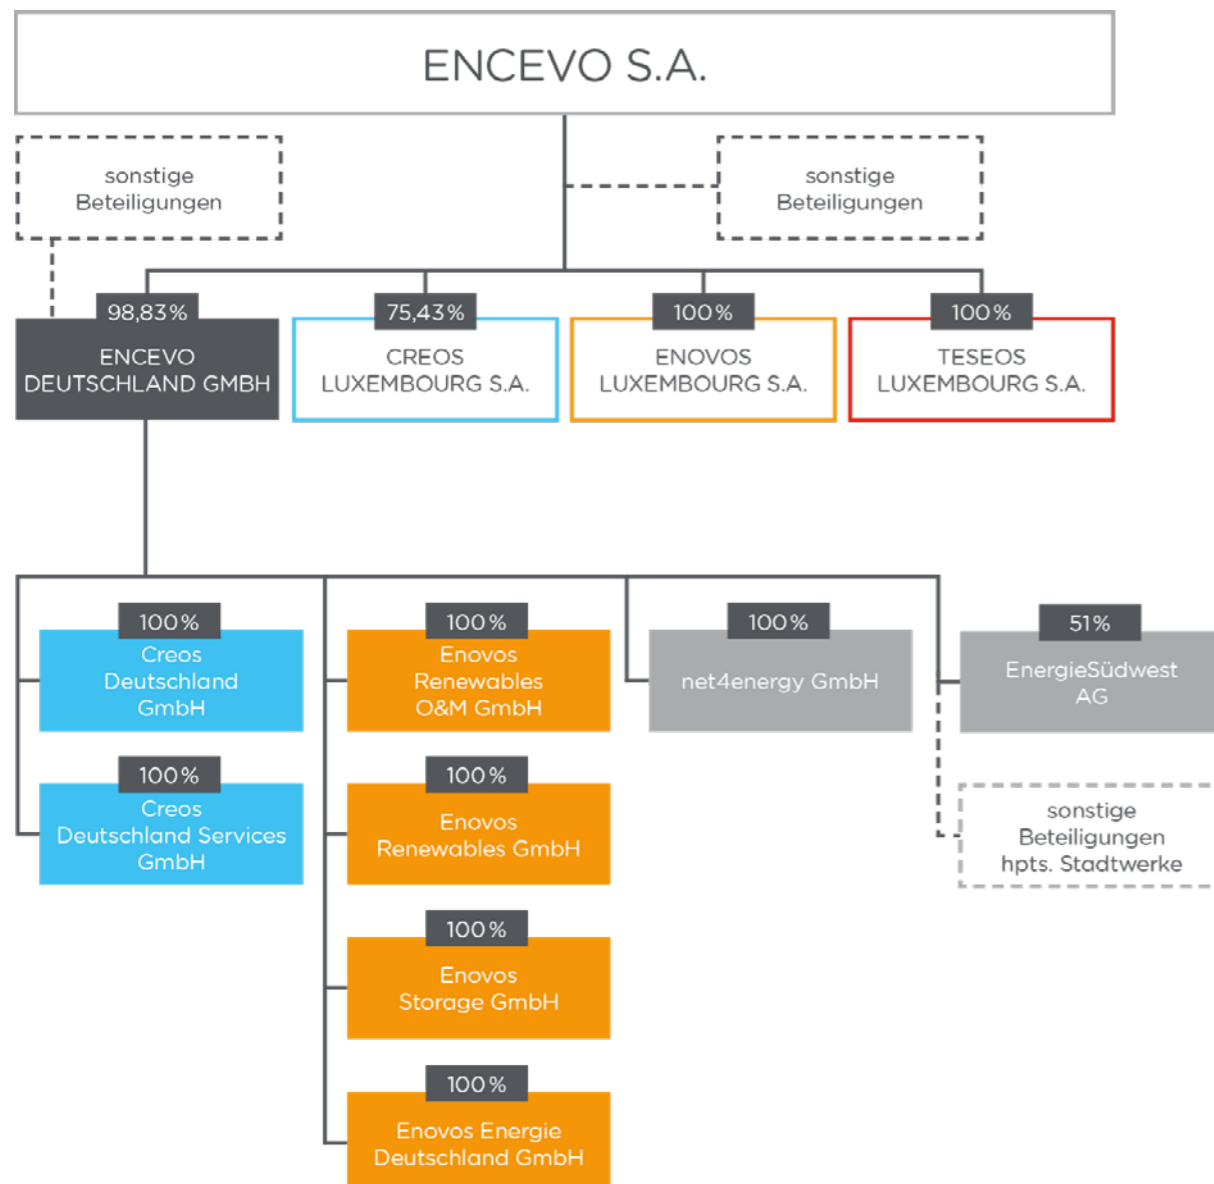 ENCEVO S.A.
sonstige
Beteiligungen
sonstige
Beteiligungen
98,83%
ENCEVO
DEUTSCHLAND GMBH
75,43%
CREOS
LUXEMBOURG S.A.
100%
ENOVOS
LUXEMBOURG S.A.
100%
TESEOS
LUXEMBOURG S.A.
100%
Creos
Deutschland
GmbH
100%
Enovos
Renewables
O&M GmbH
100%
net4energy GmbH
51%
EnergieSüdwest
AG
100%
Creos
Deutschland Services
GmbH
100%
Enovos
Renewables GmbH
sonstige
Beteiligungen
hpts. Stadtwerke
100%
Enovos
Storage GmbH
100%
Enovos Energie
Deutschland GmbH